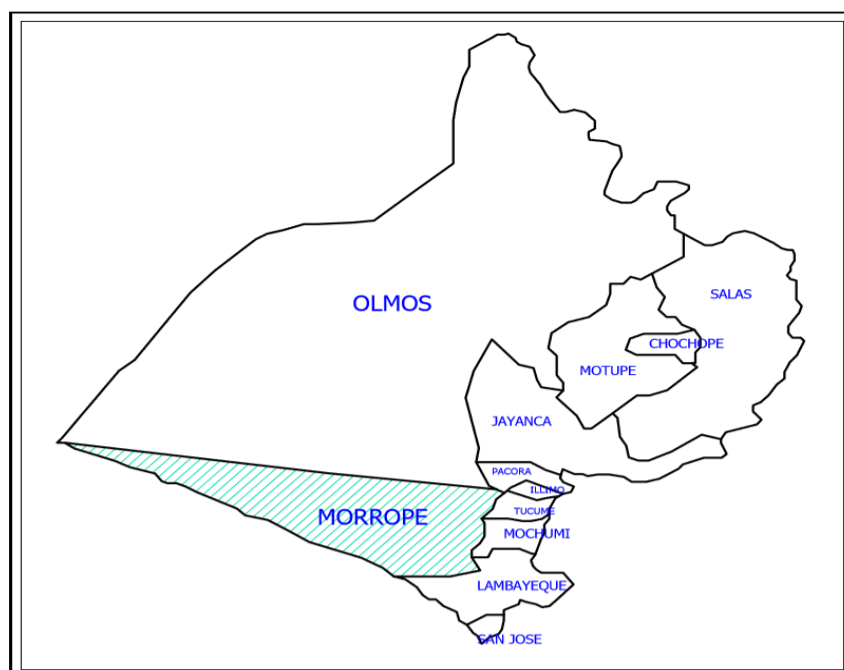 OLMOS
SALAS
CHOCHOPE
MOTUPE
JAYANCA
PACORA
ILLIMO
TUCUME
MORROPE
MOCHUMI
LAMBAYEQUE
SAN JOSE